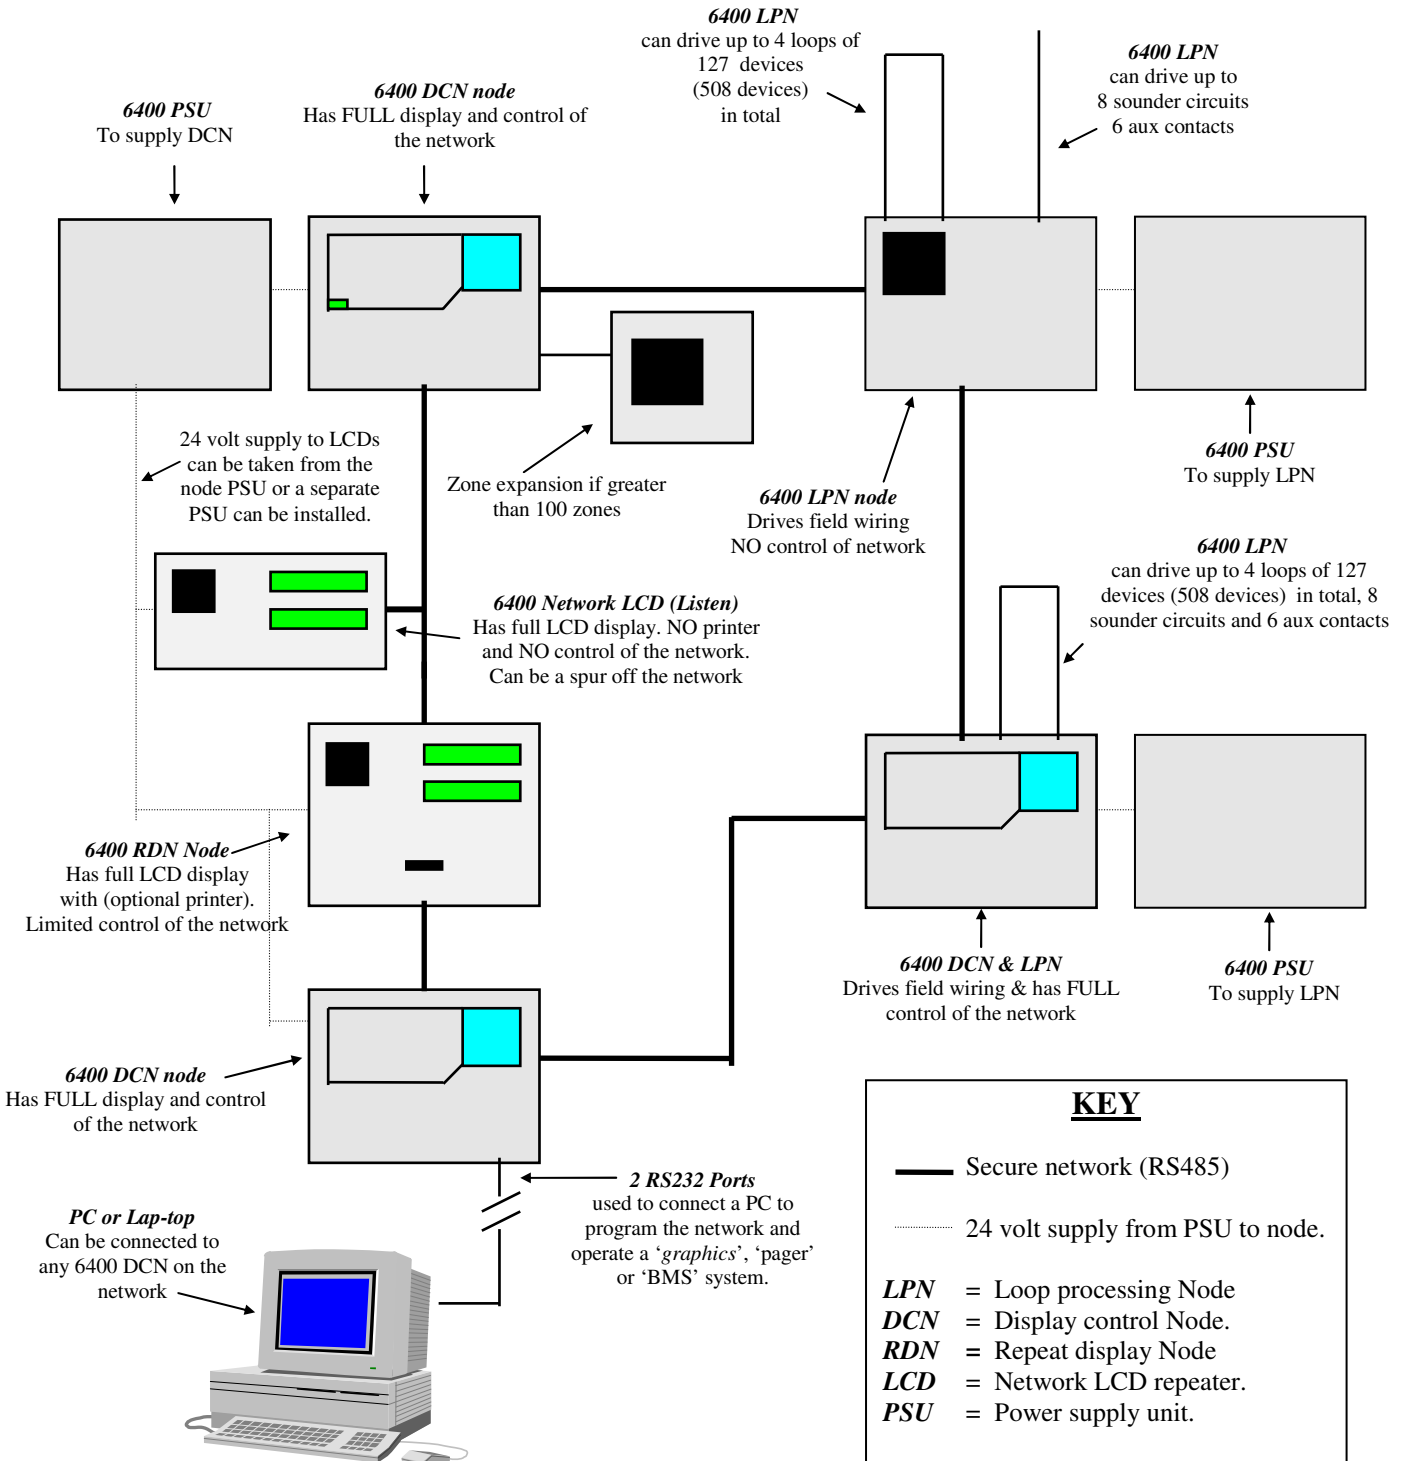 6400 LPN
can drive up to 4 loops of
127 devices
(508 devices)
in total
6400 LPN
can drive up to
8 sounder circuits
6 aux contacts
6400 DCN node
Has FULL display and control of
the network
6400 PSU
To supply DCN
24 volt supply to LCDs
can be taken from the
node PSU or a separate
PSU can be installed.
Zone expansion if greater
than 100 zones
6400 LPN node
Drives field wiring
NO control of network
6400 PSU
To supply LPN
6400 LPN
can drive up to 4 loops of 127
devices (508 devices) in total, 8
sounder circuits and 6 aux contacts
6400 Network LCD (Listen)
Has full LCD display. NO printer
and NO control of the network.
Can be a spur off the network
6400 RDN Node
Has full LCD display
with (optional printer).
Limited control of the network
6400 DCN & LPN
Drives field wiring & has FULL
control of the network
6400 PSU
To supply LPN
6400 DCN node
Has FULL display and control
of the network
2 RS232 Ports
used to connect a PC to
program the network and
operate a ‘graphics’, ‘pager’
or ‘BMS’ system.
PC or Lap-top
Can be connected to
any 6400 DCN on the
network
KEY
Secure network (RS485)
24 volt supply from PSU to node.
LPN = Loop processing Node
DCN = Display control Node.
RDN = Repeat display Node
LCD = Network LCD repeater.
PSU = Power supply unit.